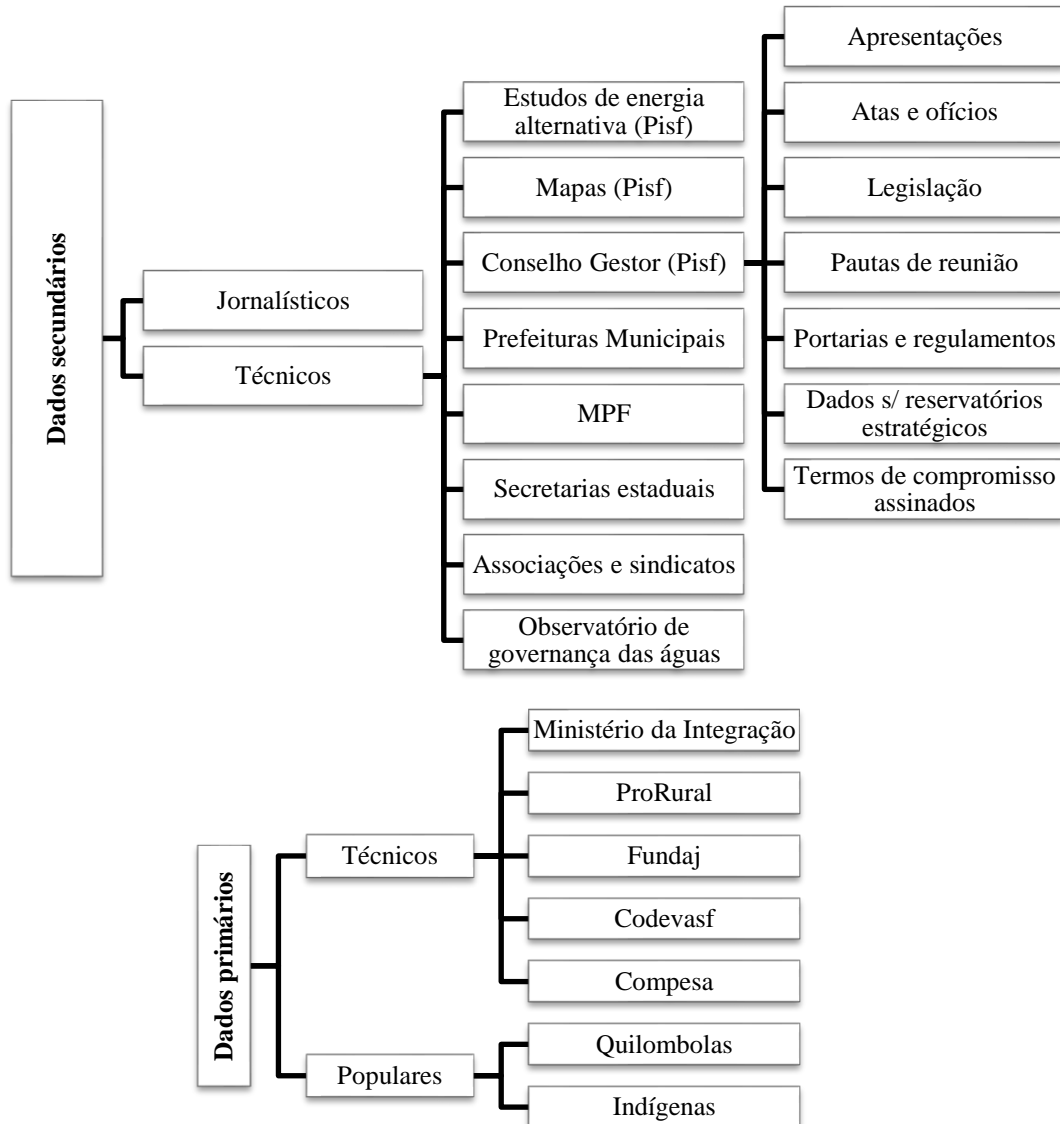 Dados secundários
Jornalísticos
Técnicos
Estudos de energia
alternativa (Pisf)
Mapas (Pisf)
Conselho Gestor (Pisf)
Prefeituras Municipais
MPF
Secretarias estaduais
Associações e sindicatos
Observatório de
governança das águas
Apresentações
Atas e ofícios
Legislação
Pautas de reunião
Portarias e regulamentos
Dados s/ reservatórios
estratégicos
Termos de compromisso
assinados
Dados primários
Técnicos
Ministério da Integração
ProRural
Fundaj
Codevasf
Compesa
Populares
Quilombolas
Indígenas